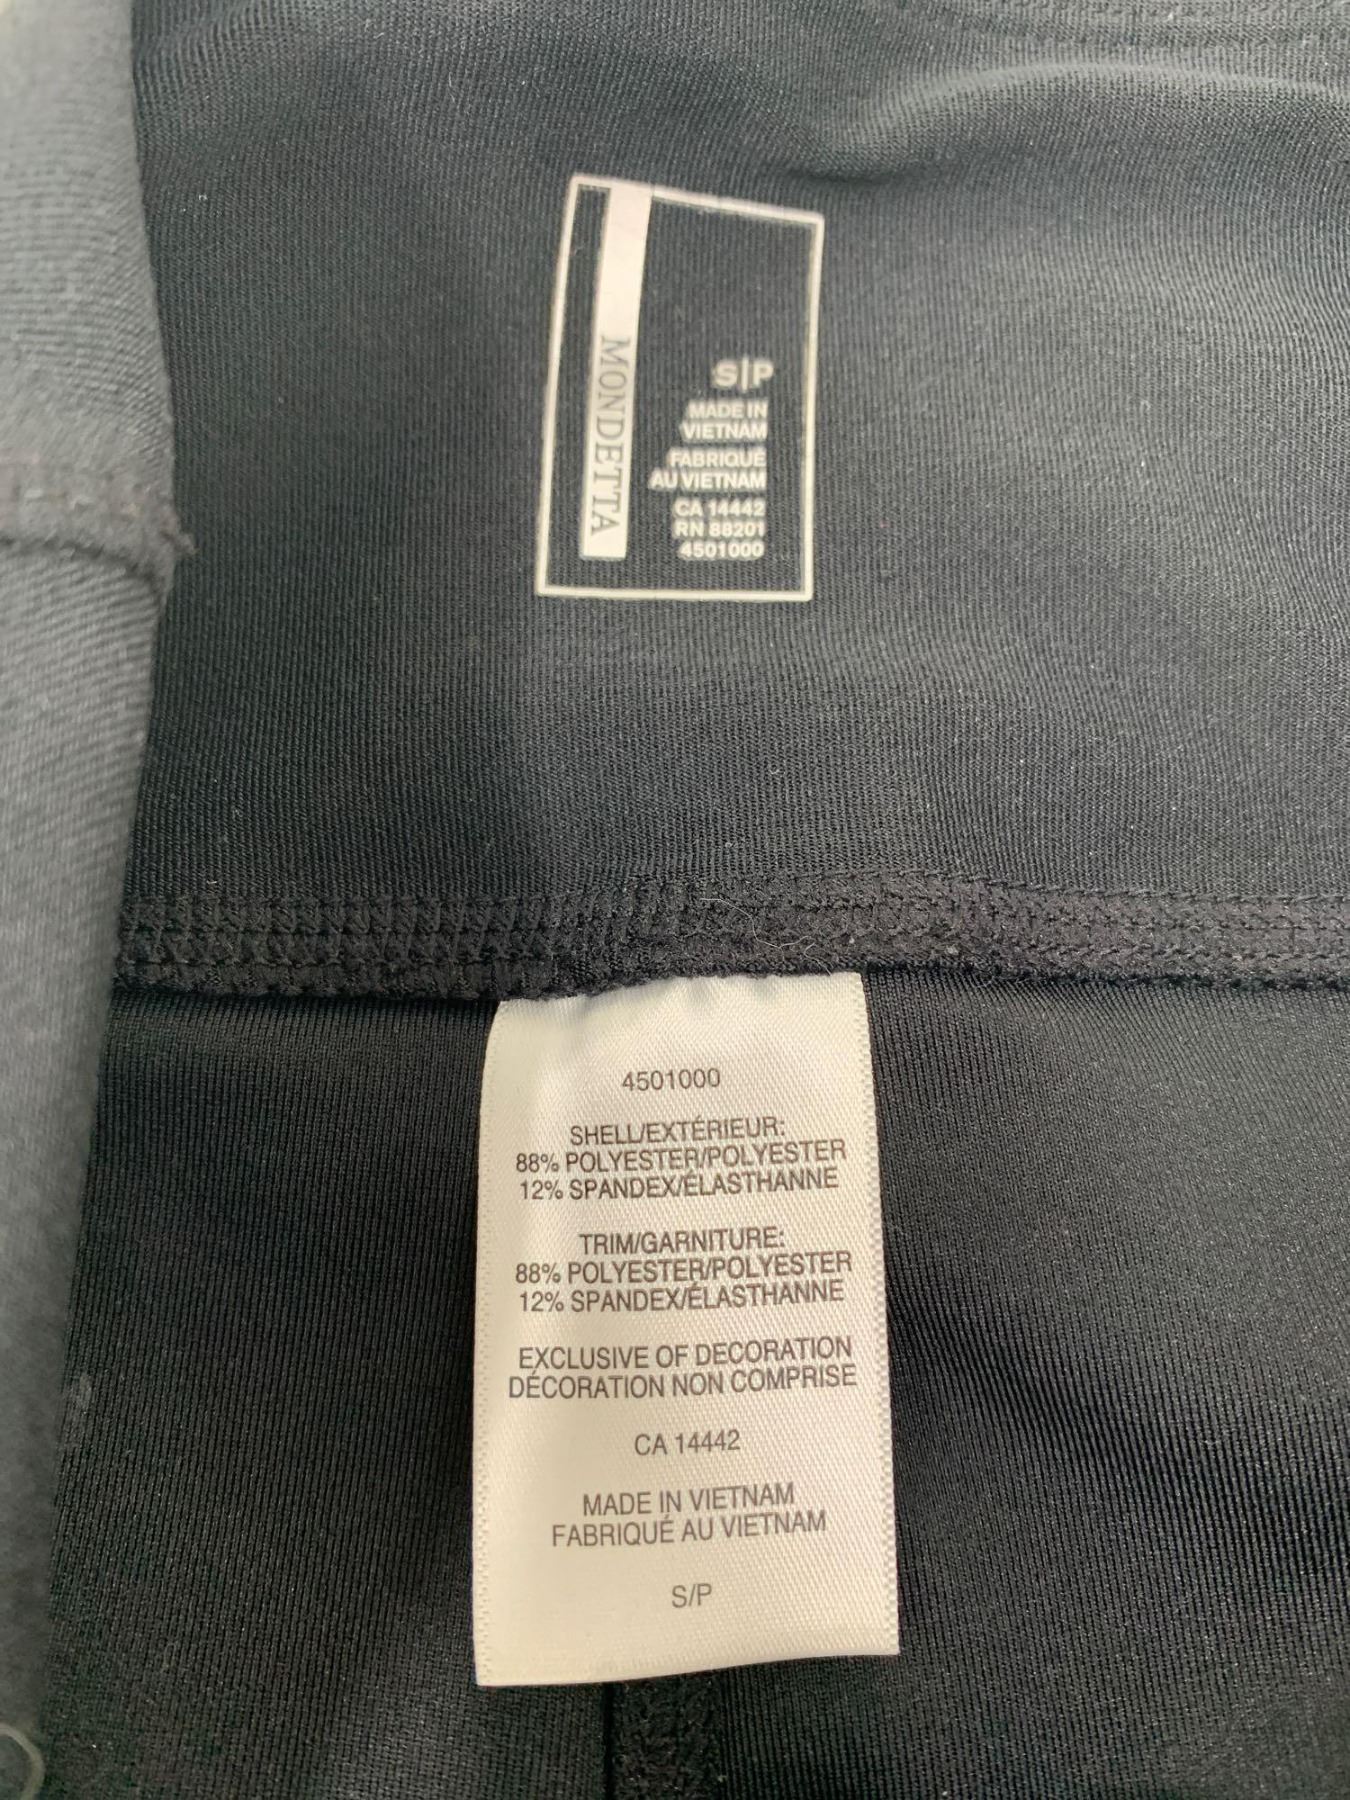 MONDETTA
S|P
MADE IN
VIETNAM
FABRIQUÉ
AU VIETNAM
CA 14442
RN 88201
4501000
4501000
SHELL/EXTÉRIEUR:
88% POLYESTER/POLYESTER
12% SPANDEX/ÉLASTHANNE
TRIM/GARNITURE:
88% POLYESTER/POLYESTER
12% SPANDEX/ÉLASTHANNE
EXCLUSIVE OF DECORATION
DÉCORATION NON COMPRISE
CA 14442
MADE IN VIETNAM
FABRIQUÉ AU VIETNAM
S/P